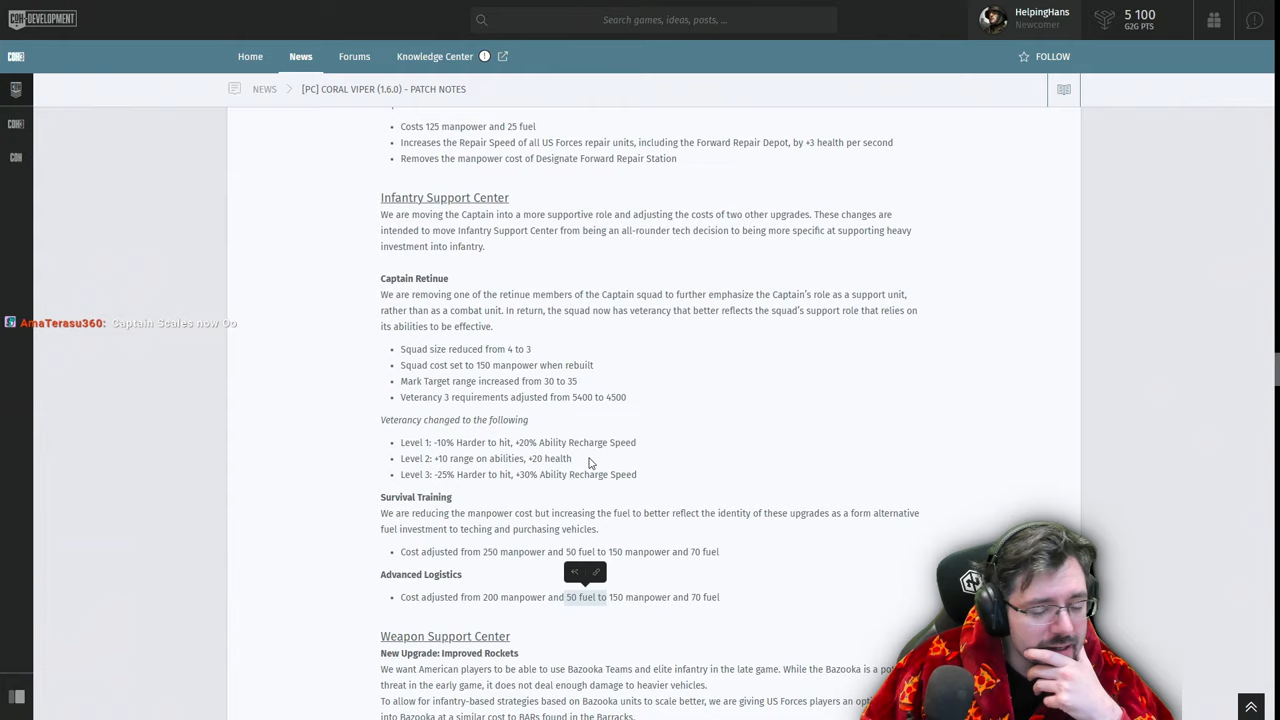 COH DEVELOPMENT
Search games, ideas, posts, ...
HelpingHans
Newcomer
5 100
G2G PTS
Home
News
Forums
Knowledge Center
FOLLOW
NEWS
[PC] CORAL VIPER (1.6.0) - PATCH NOTES
• Costs 125 manpower and 25 fuel
• Increases the Repair Speed of all US Forces repair units, including the Forward Repair Depot, by +3 health per second
• Removes the manpower cost of Designate Forward Repair Station
Infantry Support Center
We are moving the Captain into a more supportive role and adjusting the costs of two other upgrades. These changes are
intended to move Infantry Support Center from being an all-rounder tech decision to being more specific at supporting heavy
investment into infantry.
Captain Retinue
We are removing one of the retinue members of the Captain squad to further emphasize the Captain's role as a support unit,
rather than as a combat unit. In return, the squad now has veterancy that better reflects the squad's support role that relies on
its abilities to be effective.
AmaTerasu360: Captain Scales now Oo
• Squad size reduced from 4 to 3
• Squad cost set to 150 manpower when rebuilt
• Mark Target range increased from 30 to 35
• Veterancy 3 requirements adjusted from 5400 to 4500
Veterancy changed to the following
• Level 1: -10% Harder to hit, +20% Ability Recharge Speed
• Level 2: +10 range on abilities, +20 health
• Level 3: -25% Harder to hit, +30% Ability Recharge Speed
Survival Training
We are reducing the manpower cost but increasing the fuel to better reflect the identity of these upgrades as a form alternative
fuel investment to teching and purchasing vehicles.
• Cost adjusted from 250 manpower and 50 fuel to 150 manpower and 70 fuel
Advanced Logistics
• Cost adjusted from 200 manpower and 50 fuel to 150 manpower and 70 fuel
Weapon Support Center
New Upgrade: Improved Rockets
We want American players to be able to use Bazooka Teams and elite infantry in the late game. While the Bazooka is a
threat in the early game, it does not deal enough damage to heavier vehicles.
To allow for infantry-based strategies based on Bazooka units to scale better, we are giving US Forces players an
into Bazooka at a similar cost to BARs found in the Barracks.